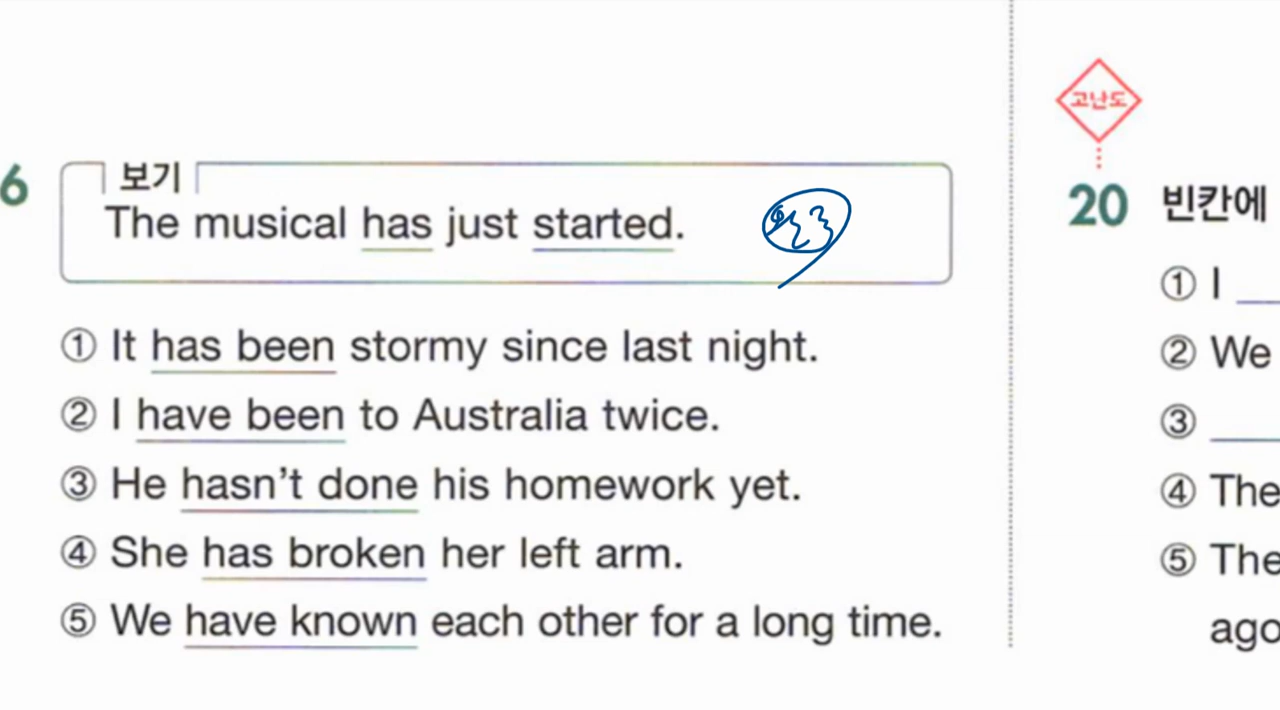 고난도
6
보기
The musical has just started.
① It has been stormy since last night.
② I have been to Australia twice.
③ He hasn't done his homework yet.
④ She has broken her left arm.
⑤ We have known each other for a long time.
20 빈칸에
① I
② We
③
④ The
⑤ The
ago